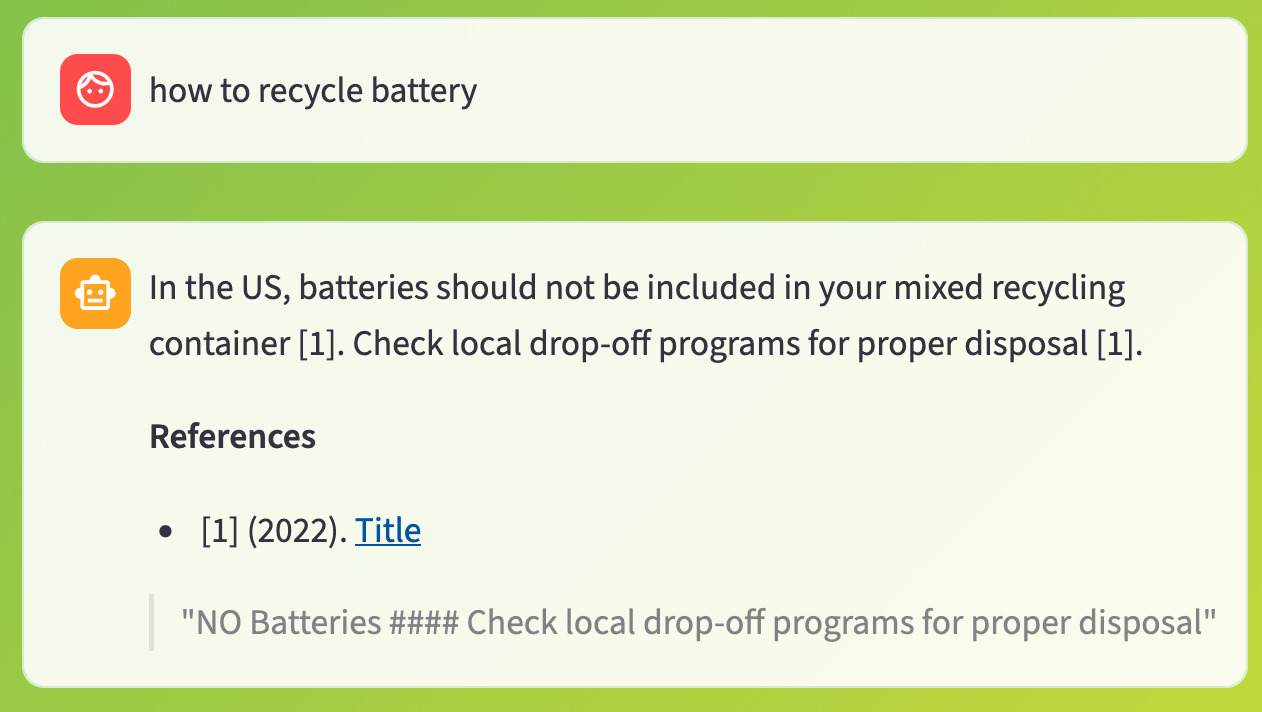 how to recycle battery
In the US, batteries should not be included in your mixed recycling
container [1]. Check local drop-off programs for proper disposal [1].
References
• [1] (2022). Title
"NO Batteries #### Check local drop-off programs for proper disposal"